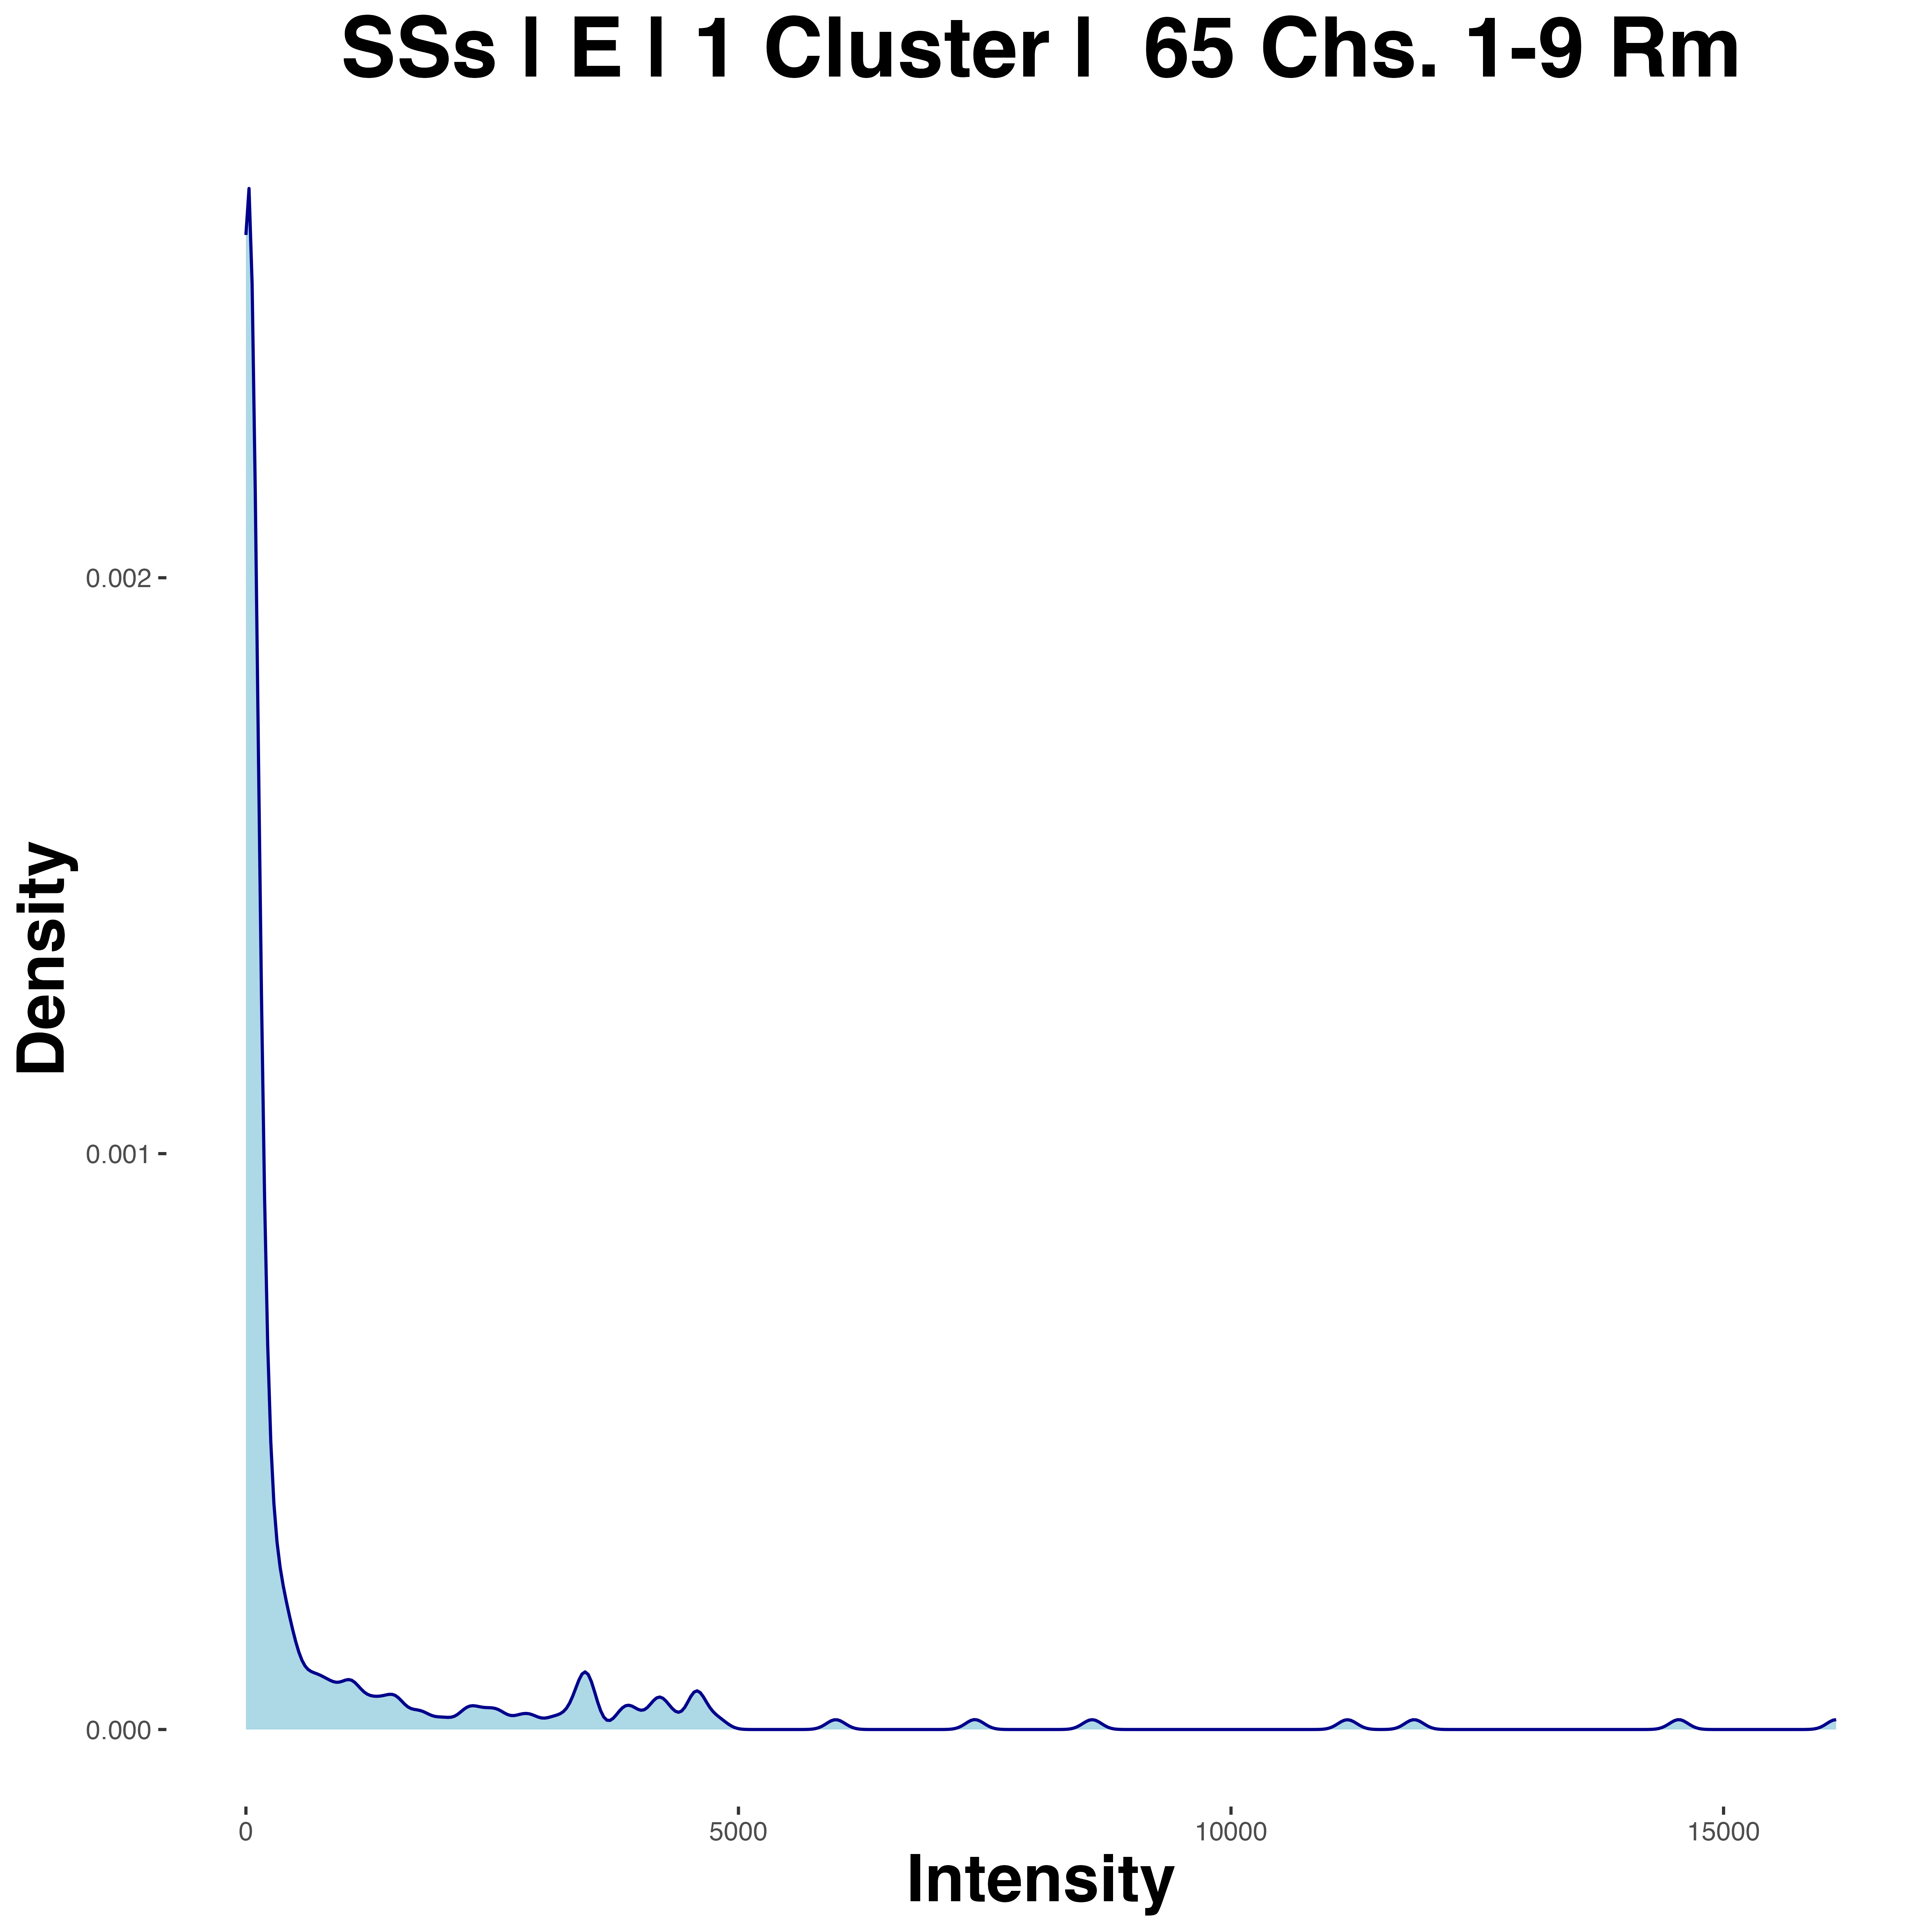 SSs | E | 1 Cluster |  65 Chs. 1-9 Rm
Density
0.002
0.001
0.000
0
5000
10000
15000
Intensity